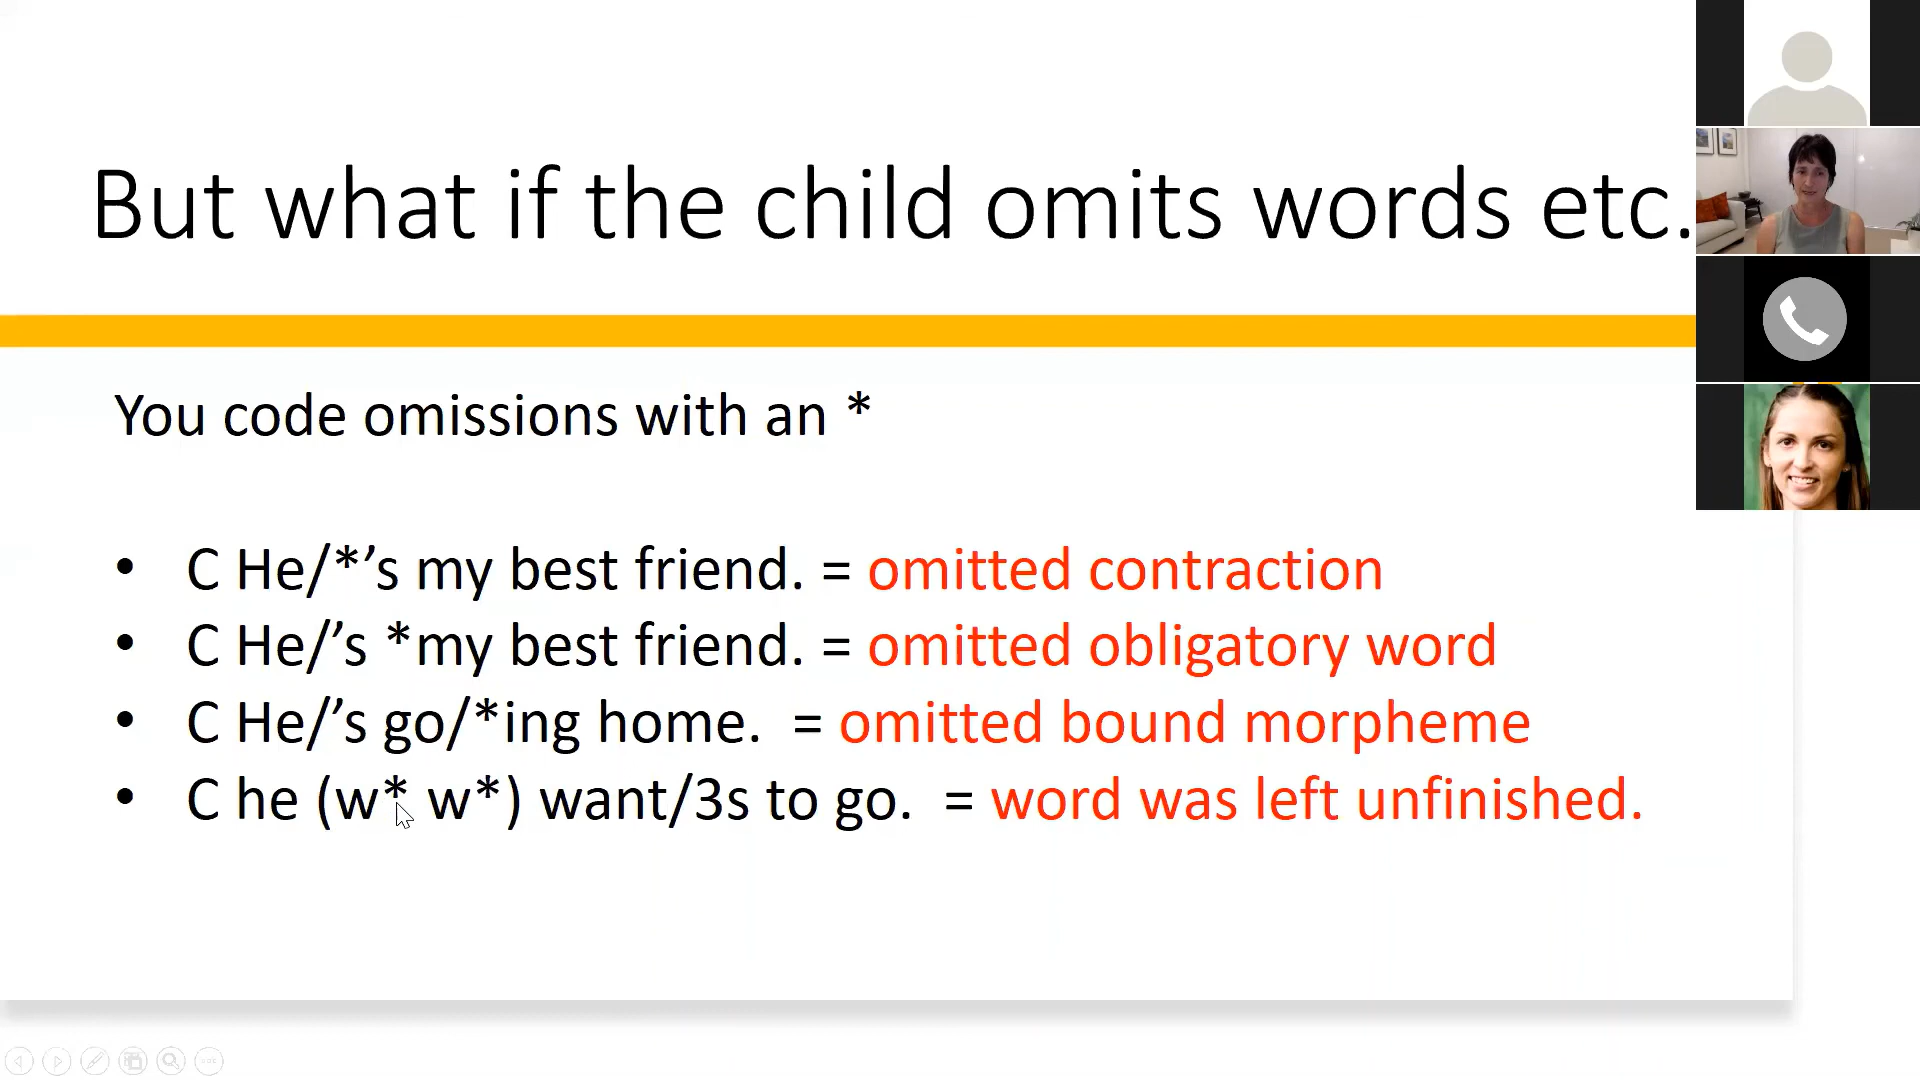 But what if the child omits words etc.
You code omissions with an *
• C He/*’s my best friend. = omitted contraction
• C He/’s *my best friend. = omitted obligatory word
• C He/’s go/*ing home.  = omitted bound morpheme
• C he (w* w*) want/3s to go.  = word was left unfinished.